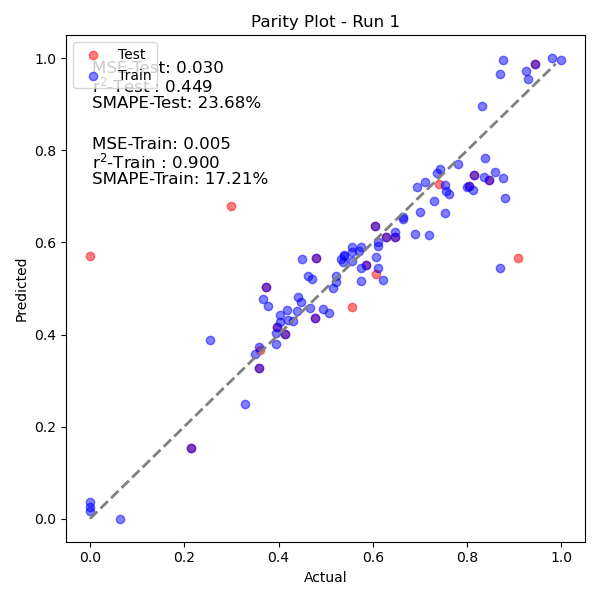 Parity Plot - Run 1
Test
Train
MSE-Test: 0.030
r²-Test : 0.449
SMAPE-Test: 23.68%
MSE-Train: 0.005
r²-Train : 0.900
SMAPE-Train: 17.21%
1.0
0.8
0.6
0.4
0.2
0.0
Predicted
0.0 0.2 0.4 0.6 0.8 1.0
Actual